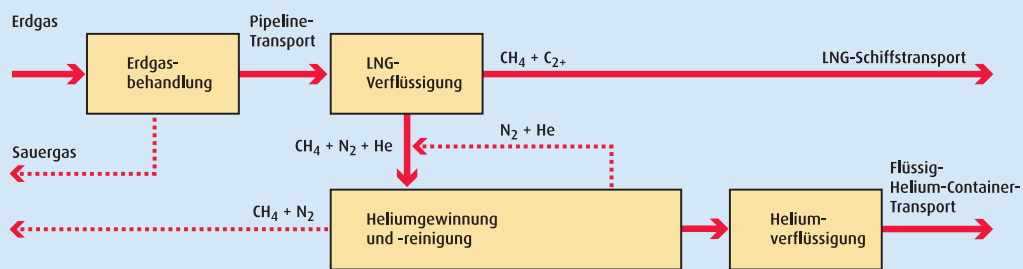 Erdgas
Pipeline-
Transport
Erdgas-
behandlung
LNG-
Verflüssigung
CH4 + C2+
LNG-Schiffstransport
Sauergas
CH4 + N2 + He
N2 + He
CH4 + N2
Heliumgewinnung
und -reinigung
Helium-
verflüssigung
Flüssig-
Helium-Container-
Transport